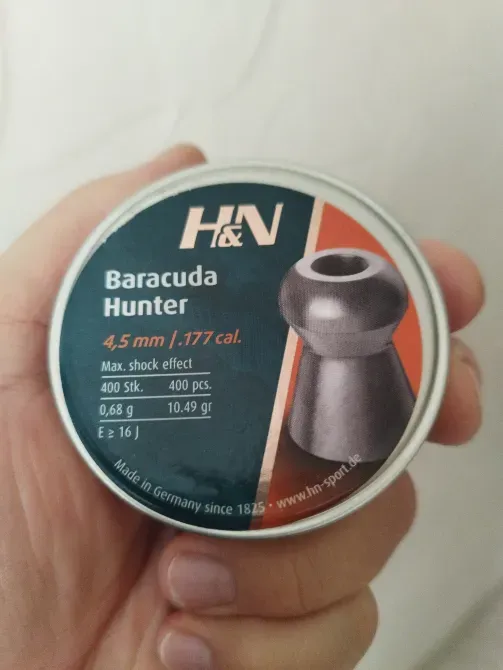 H&N
Baracuda
Hunter
4,5 mm / .177 cal.
Max. shock effect
400 Stk. 400 pcs.
0,68 g 10.49 gr
E ≥ 16 J
Made in Germany since 1825 • www.hn-sport.de